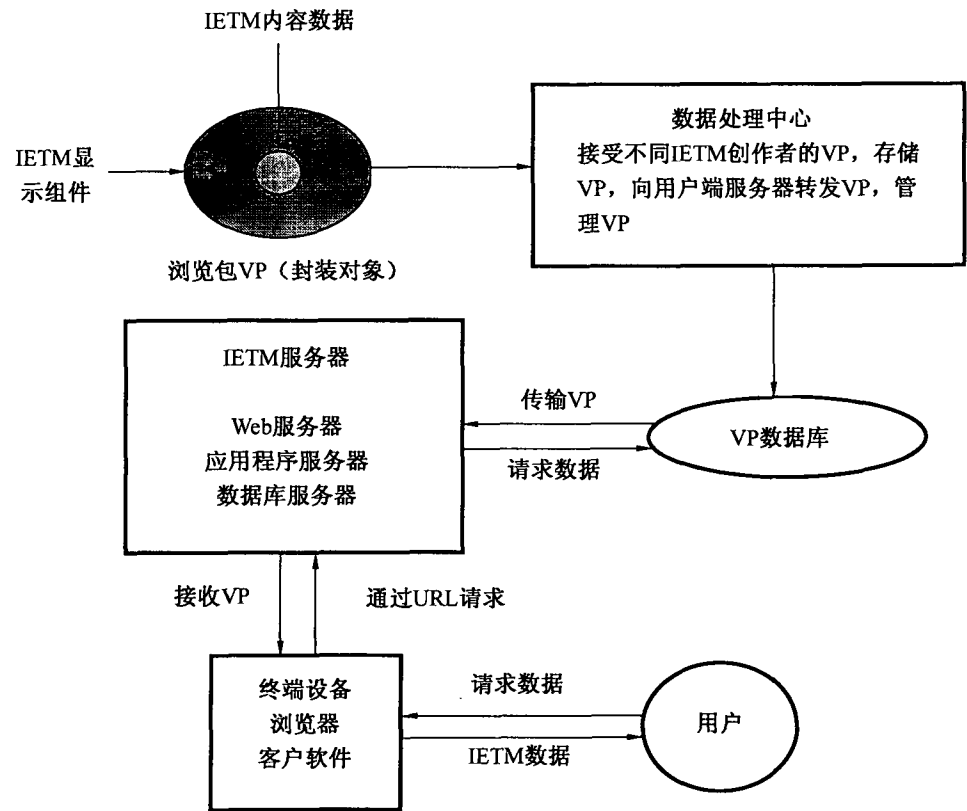 IETM内容数据
IETM显
示组件
浏览包VP（封装对象）
数据处理中心
接受不同IETM创作者的VP，存储
VP，向用户端服务器转发VP，管
理VP
IETM服务器
Web服务器
应用程序服务器
数据库服务器
传输VP
请求数据
VP数据库
接收VP
通过URL请求
终端设备
浏览器
客户软件
请求数据
IETM数据
用户